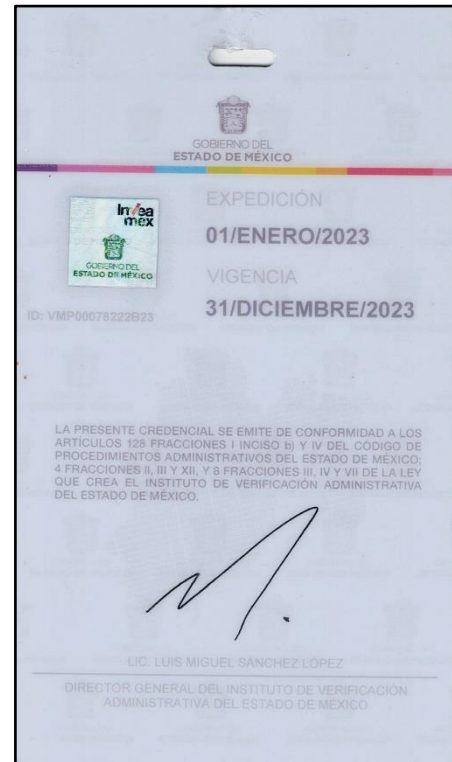 GOBIERNO DEL
ESTADO DE MÉXICO
Invea
mex
GOBIERNO DEL
ESTADO DE MÉXICO
ID: VMP00078222B23
EXPEDICIÓN
01/ENERO/2023
VIGENCIA
31/DICIEMBRE/2023
LA PRESENTE CREDENCIAL SE EMITE DE CONFORMIDAD A LOS
ARTÍCULOS 128 FRACCIONES I INCISO b) Y IV DEL CÓDIGO DE
PROCEDIMIENTOS ADMINISTRATIVOS DEL ESTADO DE MÉXICO;
4 FRACCIONES II, III Y XII, Y 8 FRACCIONES III, IV Y VII DE LA LEY
QUE CREA EL INSTITUTO DE VERIFICACIÓN ADMINISTRATIVA
DEL ESTADO DE MÉXICO.
LIC. LUIS MIGUEL SÁNCHEZ LÓPEZ
DIRECTOR GENERAL DEL INSTITUTO DE VERIFICACIÓN
ADMINISTRATIVA DEL ESTADO DE MÉXICO